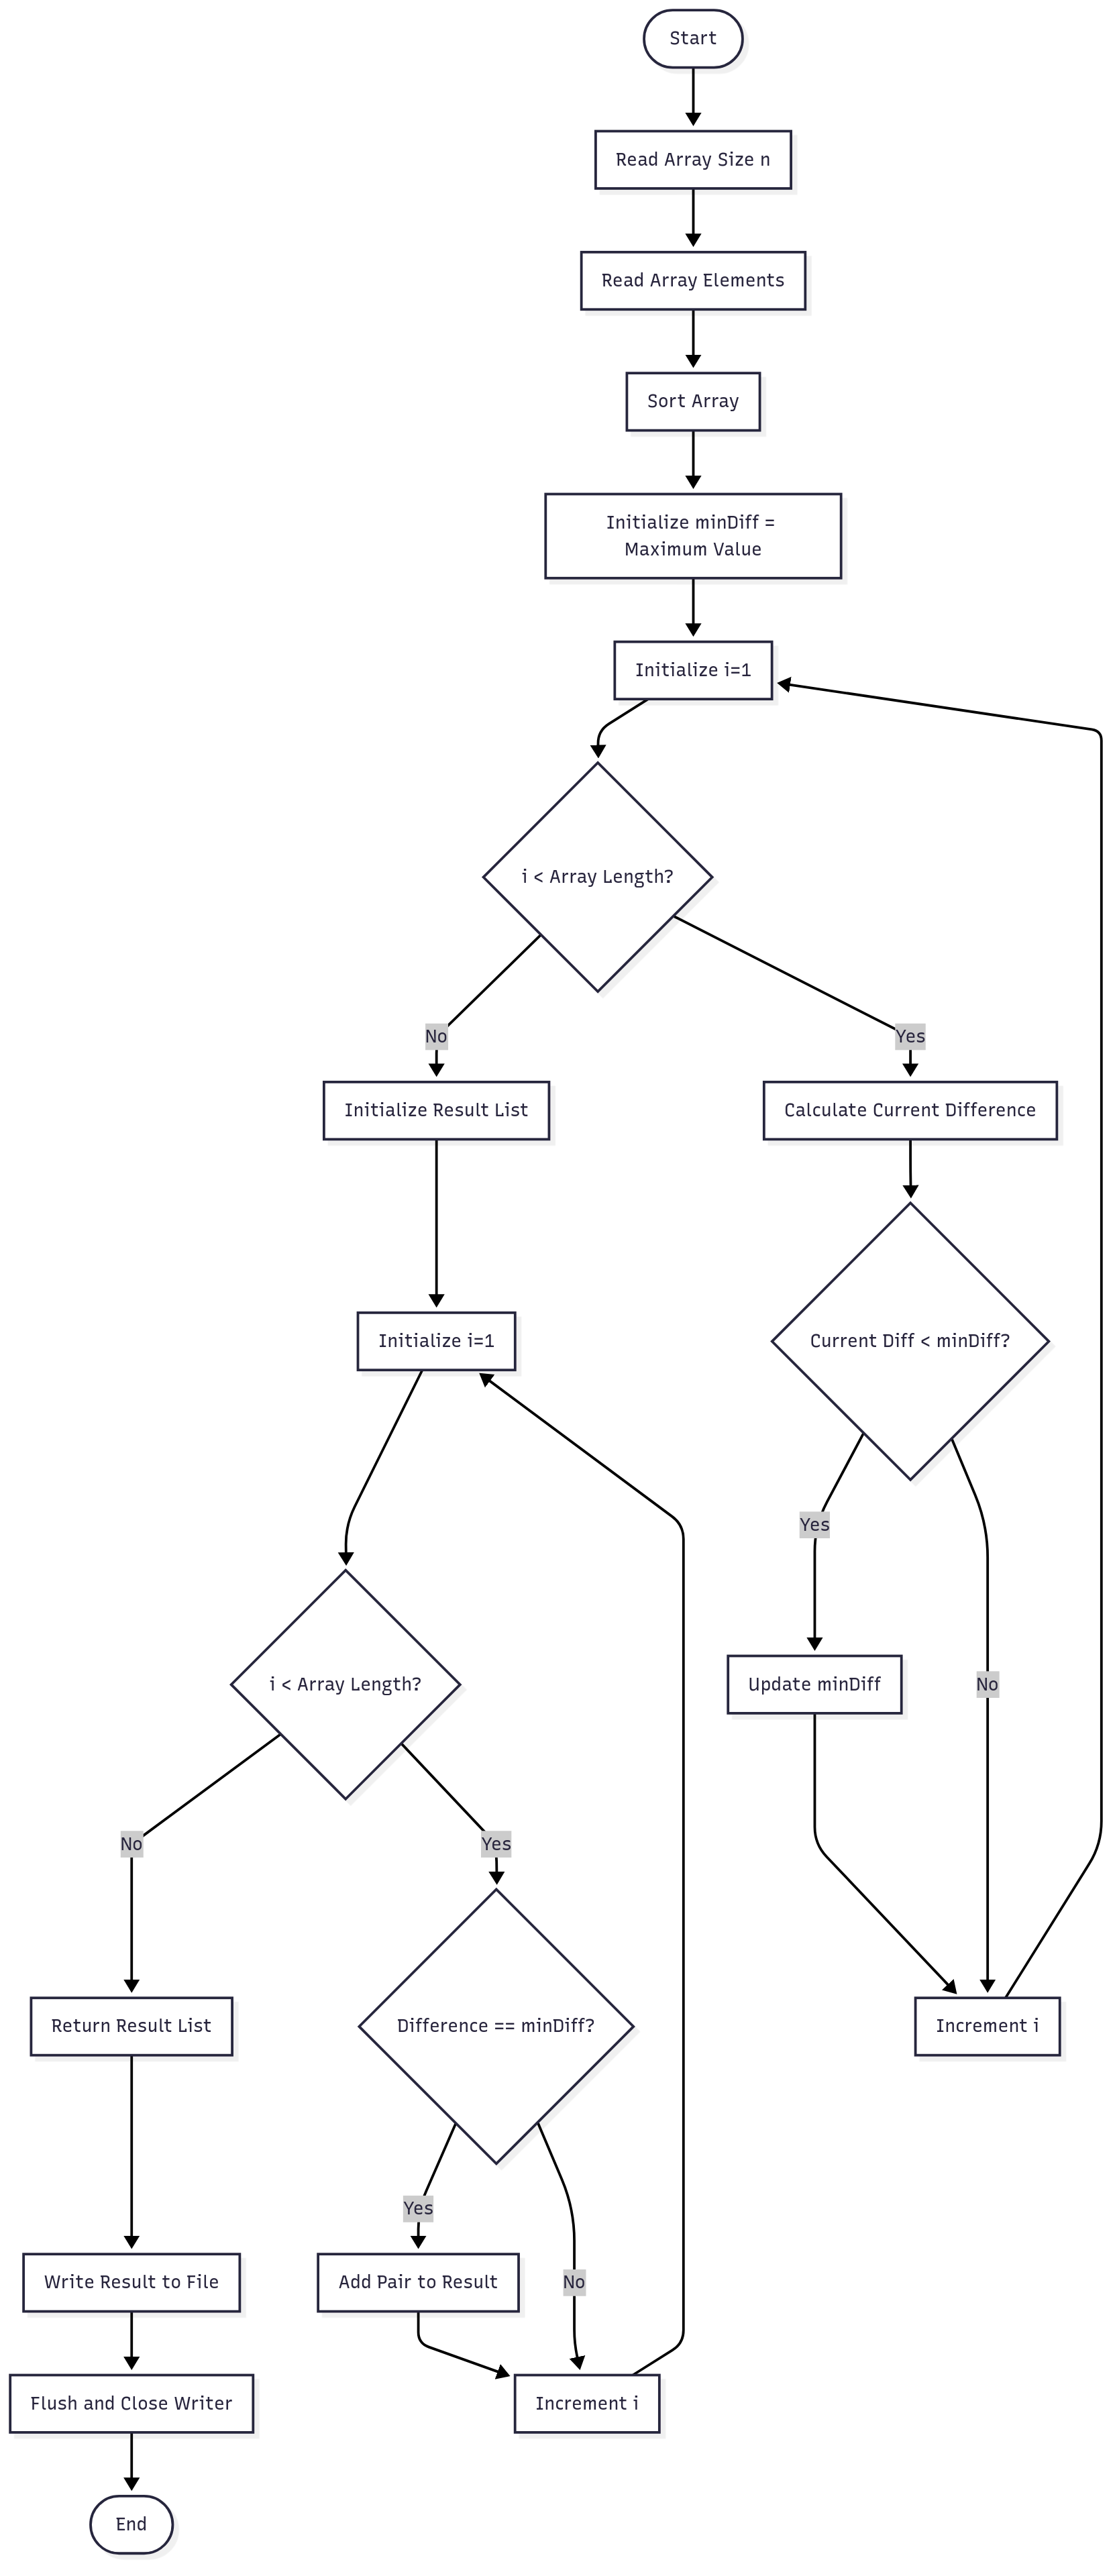 Start
Read Array Size n
Read Array Elements
Sort Array
Initialize minDiff =
Maximum Value
Initialize i=1
i < Array Length?
No
Yes
Initialize Result List
Calculate Current Difference
Initialize i=1
Current Diff < minDiff?
Yes
i < Array Length?
Update minDiff
No
No
Yes
Return Result List
Difference == minDiff?
Increment i
Yes
Write Result to File
Add Pair to Result
No
Flush and Close Writer
Increment i
End